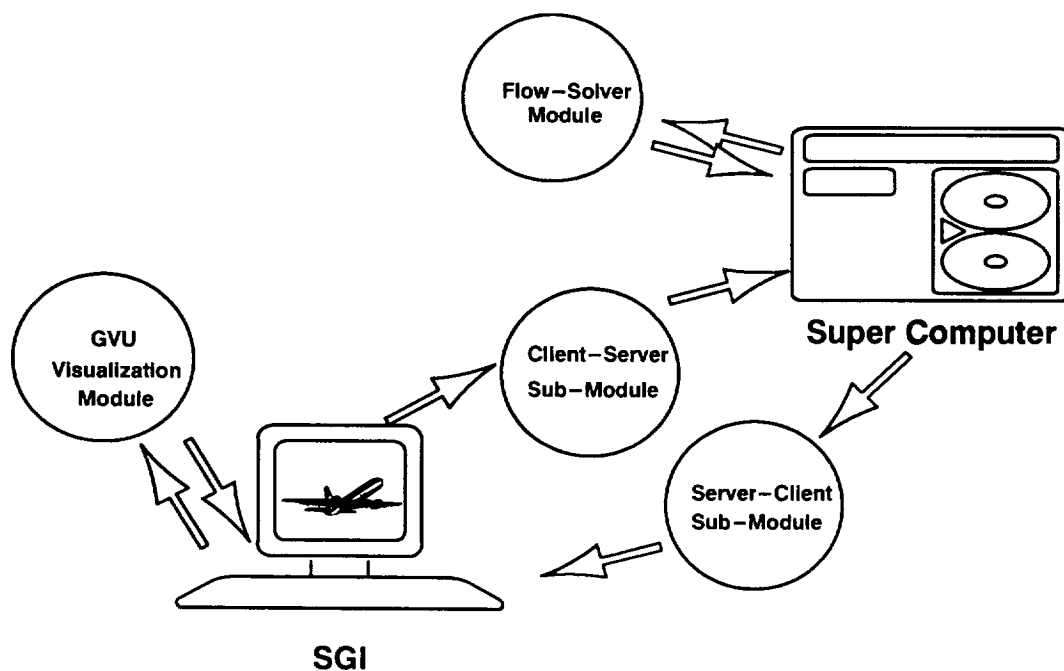 Flow-Solver
Module
Super Computer
GVU
Visualization
Module
Client-Server
Sub-Module
Server-Client
Sub-Module
SGI